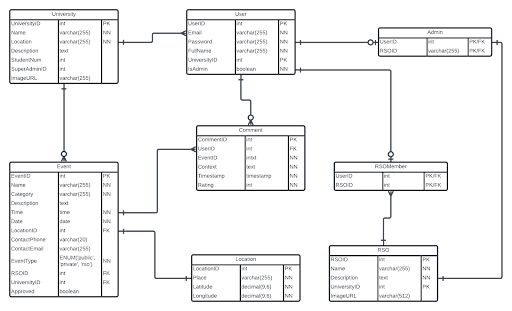 University
UniversityID int PK
Name varchar(255) NN
Location varchar(255) NN
Description text
StudentNum int
SuperAdminID int
ImageURL varchar(255)
User
UserID int PK
Email varchar(255) NN
Password varchar(255) NN
FullName varchar(255) NN
UniversityID int PK
IsAdmin boolean NN
Admin
UserID int PK/FK
RSOID varchar(255) PK/FK
Comment
CommentID int PK
UserID int FK
EventID intxt NN
Context text NN
Timestamp timestamp NN
Rating int NN
Event
EventID int PK
Name varchar(255) NN
Category varchar(255) NN
Description text
Time time NN
Date date NN
LocationID int FK
ContactPhone varchar(20)
ContactEmail varchar(255)
EventType ENUM('public', 'private', 'rso') NN
RSOID int FK
UniversityID int FK
Approved boolean
RSOMember
UserID int PK/FK
RSOID int PK/FK
Location
LocationID int PK
Place varchar(255) NN
Latitude decimal(9,6) NN
Longitude decimal(9,6) NN
RSO
RSOID int PK
Name varchar(255) NN
Description text NN
UniversityID int PK
ImageURL varchar(512)